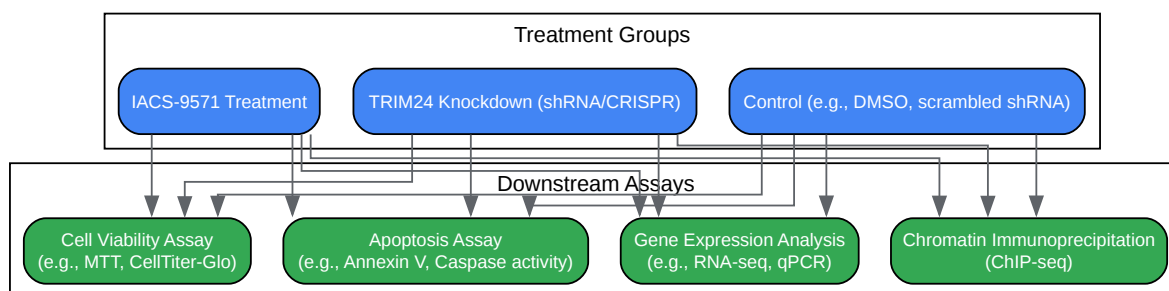 Treatment Groups
IACS-9571 Treatment
TRIM24 Knockdown (shRNA/CRISPR)
Control (e.g., DMSO, scrambled shRNA)
Downstream Assays
Cell Viability Assay
(e.g., MTT, CellTiter-Glo)
Apoptosis Assay
(e.g., Annexin V, Caspase activity)
Gene Expression Analysis
(e.g., RNA-seq, qPCR)
Chromatin Immunoprecipitation
(ChIP-seq)